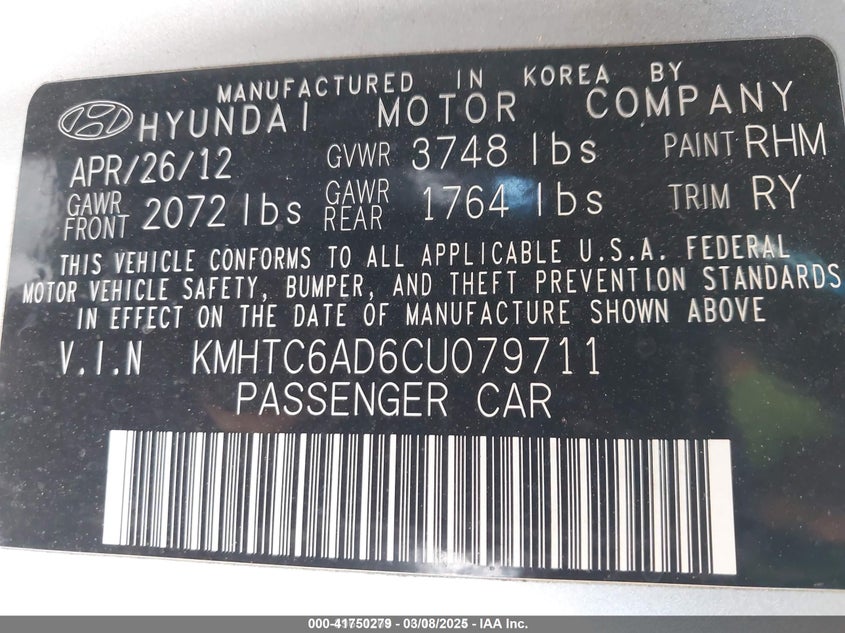 MANUFACTURED IN KOREA BY
HYUNDAI MOTOR COMPANY
APR/26/12 GVWR 3748 lbs PAINT RHM
GAWR FRONT 2072 lbs GAWR REAR 1764 lbs TRIM RY
THIS VEHICLE CONFORMS TO ALL APPLICABLE U.S.A. FEDERAL
MOTOR VEHICLE SAFETY, BUMPER, AND THEFT PREVENTION STANDARDS
IN EFFECT ON THE DATE OF MANUFACTURE SHOWN ABOVE
V.I.N KMHTC6AD6CU079711
PASSENGER CAR
000-41750279 - 03/08/2025 - IAA Inc.